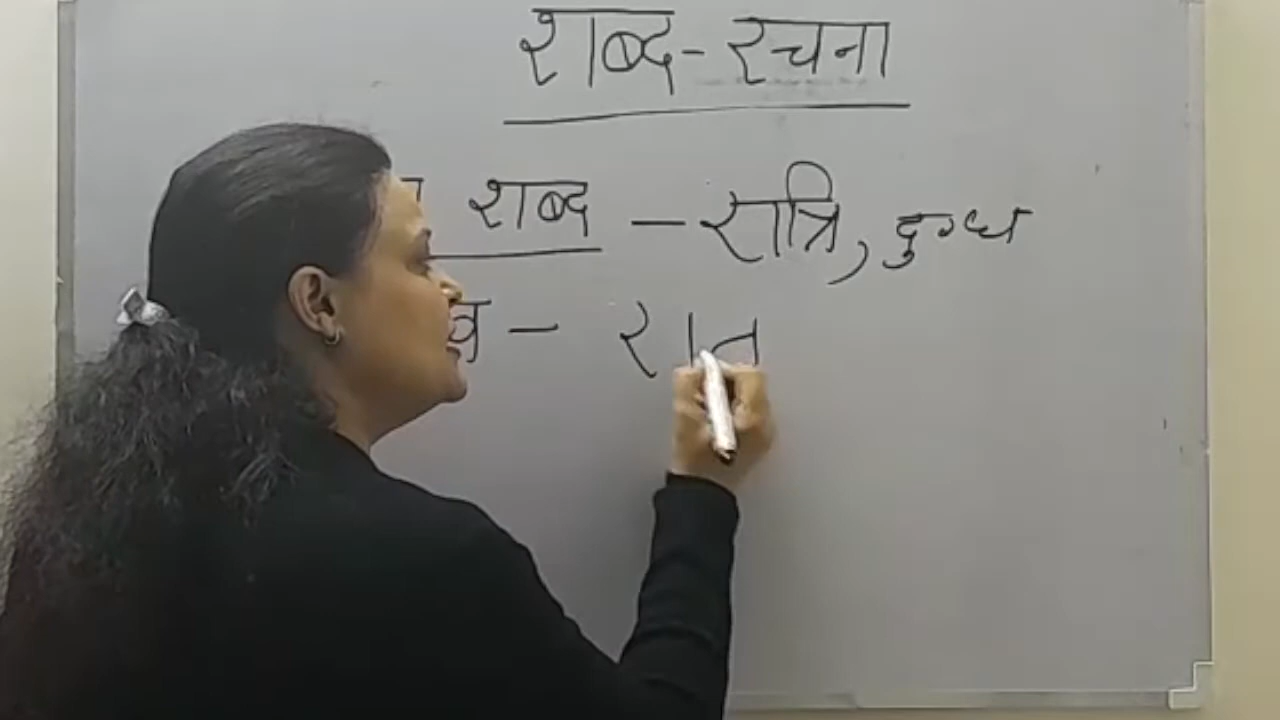 शब्द-रचना
शब्द - रात्रि, दुग्ध
व - रात